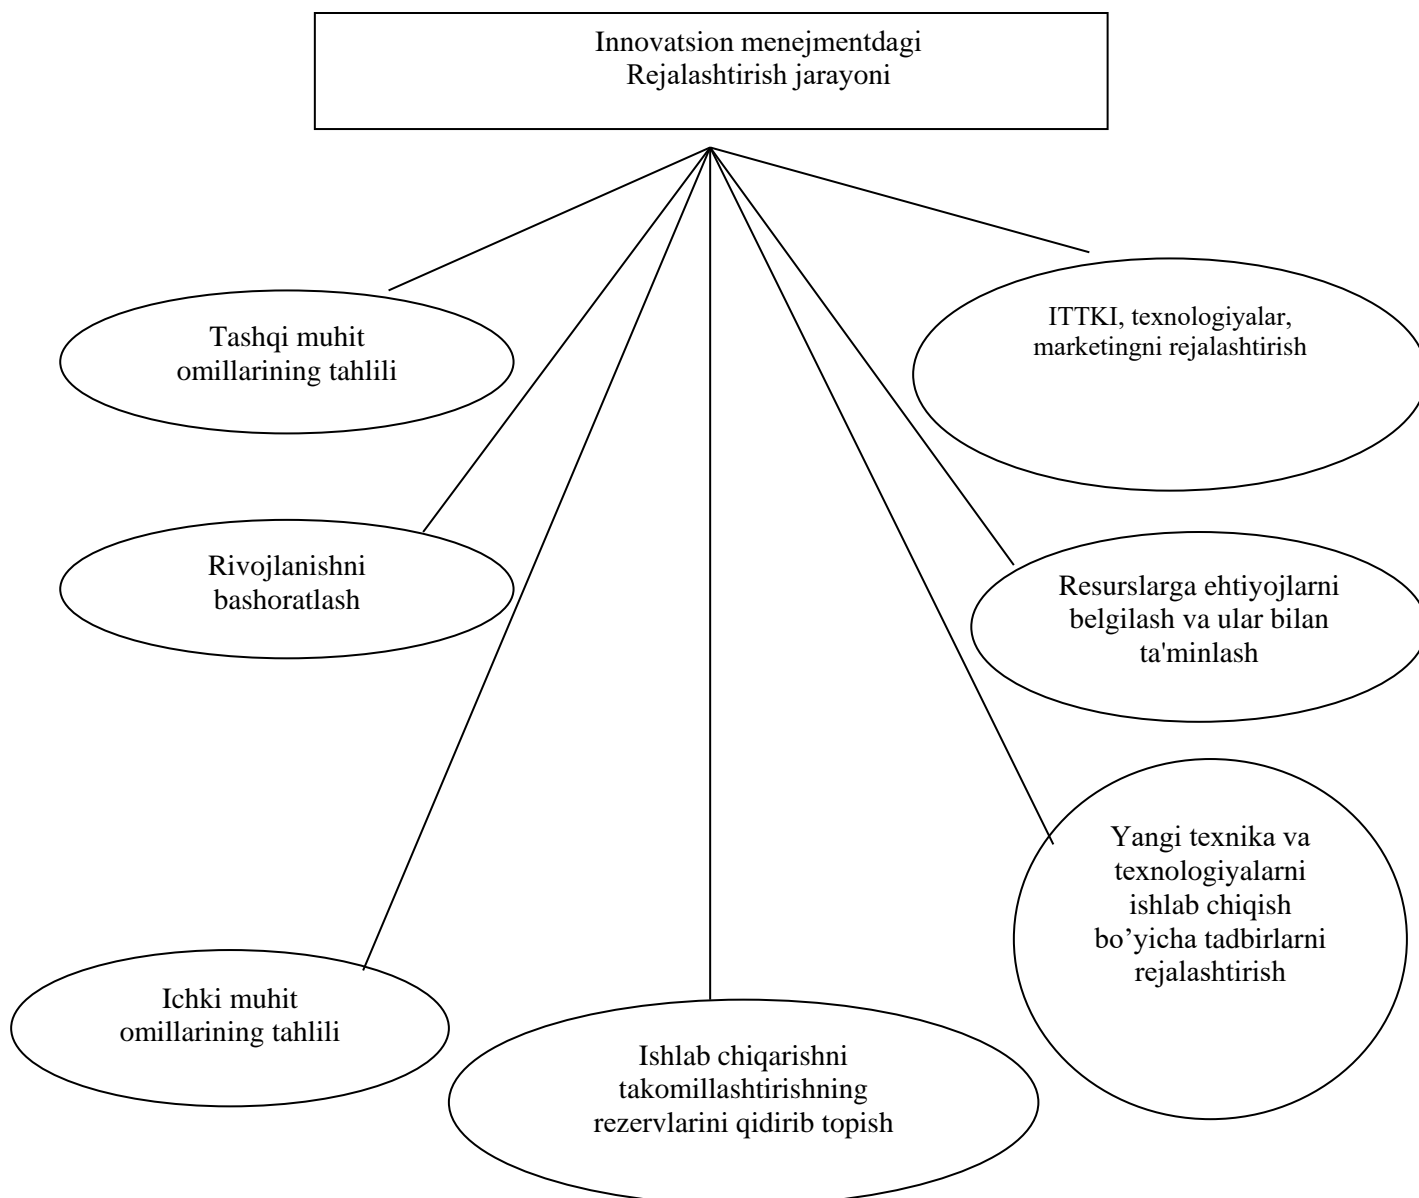 Innovatsion menejmentdagi
Rejalashtirish jarayoni
Tashqi muhit
omillarining tahlili
ITTKI, texnologiyalar,
marketingni rejalashtirish
Rivojlanishni
bashoratlash
Resurslarga ehtiyojlarni
belgilash va ular bilan
ta'minlash
Yangi texnika va
texnologiyalarni
ishlab chiqish
bo’yicha tadbirlarni
rejalashtirish
Ichki muhit
omillarining tahlili
Ishlab chiqarishni
takomillashtirishning
rezervlarini qidirib topish